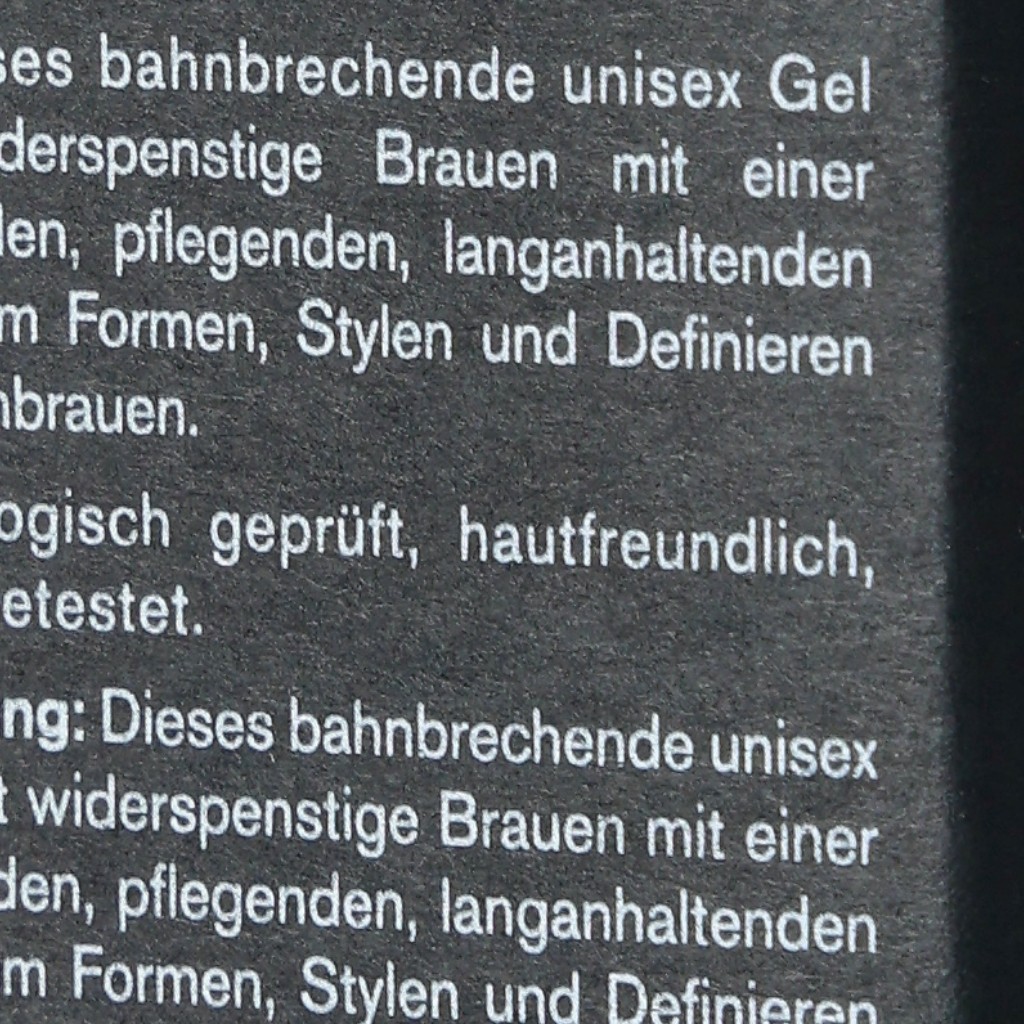 ses bahnbrechende unisex Gel
derspenstige Brauen mit einer
len, pflegenden, langanhaltenden
m Formen, Stylen und Definieren
nbrauen.
ogisch geprüft, hautfreundlich,
etestet.
ng: Dieses bahnbrechende unisex
t widerspenstige Brauen mit einer
den, pflegenden, langanhaltenden
m Formen, Stylen und Definieren